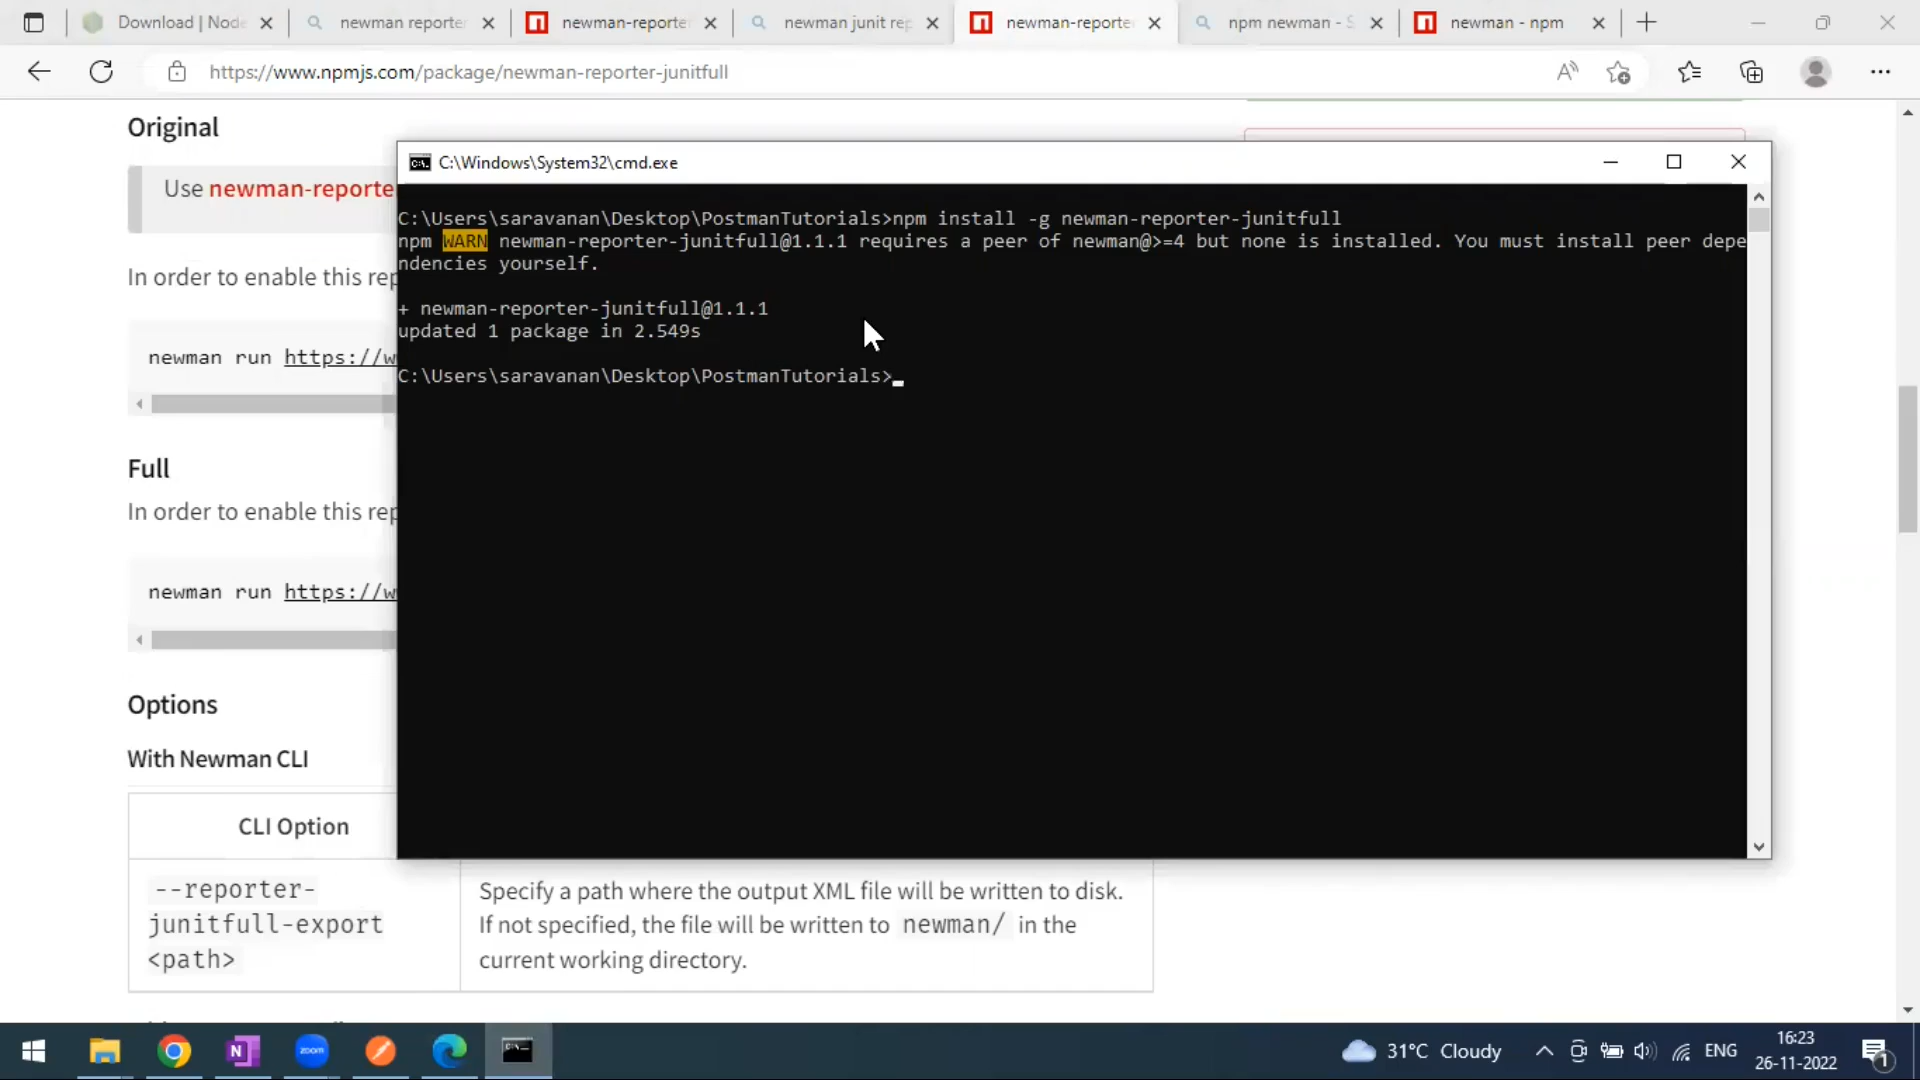 Download | Node
newman reporter
newman-reporte
newman junit rep
newman-reporte
npm newman - S
newman - npm
https://www.npmjs.com/package/newman-reporter-junitfull
Original
Use newman-reporte
In order to enable this rep
newman run https://w
Full
In order to enable this rep
newman run https://w
Options
With Newman CLI
CLI Option
--reporter-
junitfull-export
<path>
Specify a path where the output XML file will be written to disk.
If not specified, the file will be written to newman/ in the
current working directory.
C:\Windows\System32\cmd.exe
C:\Users\saravanan\Desktop\PostmanTutorials>npm install -g newman-reporter-junitfull
npm WARN newman-reporter-junitfull@1.1.1 requires a peer of newman@>=4 but none is installed. You must install peer depe
ndencies yourself.
+ newman-reporter-junitfull@1.1.1
updated 1 package in 2.549s
C:\Users\saravanan\Desktop\PostmanTutorials>
zoom
31°C Cloudy
ENG
16:23
26-11-2022
1